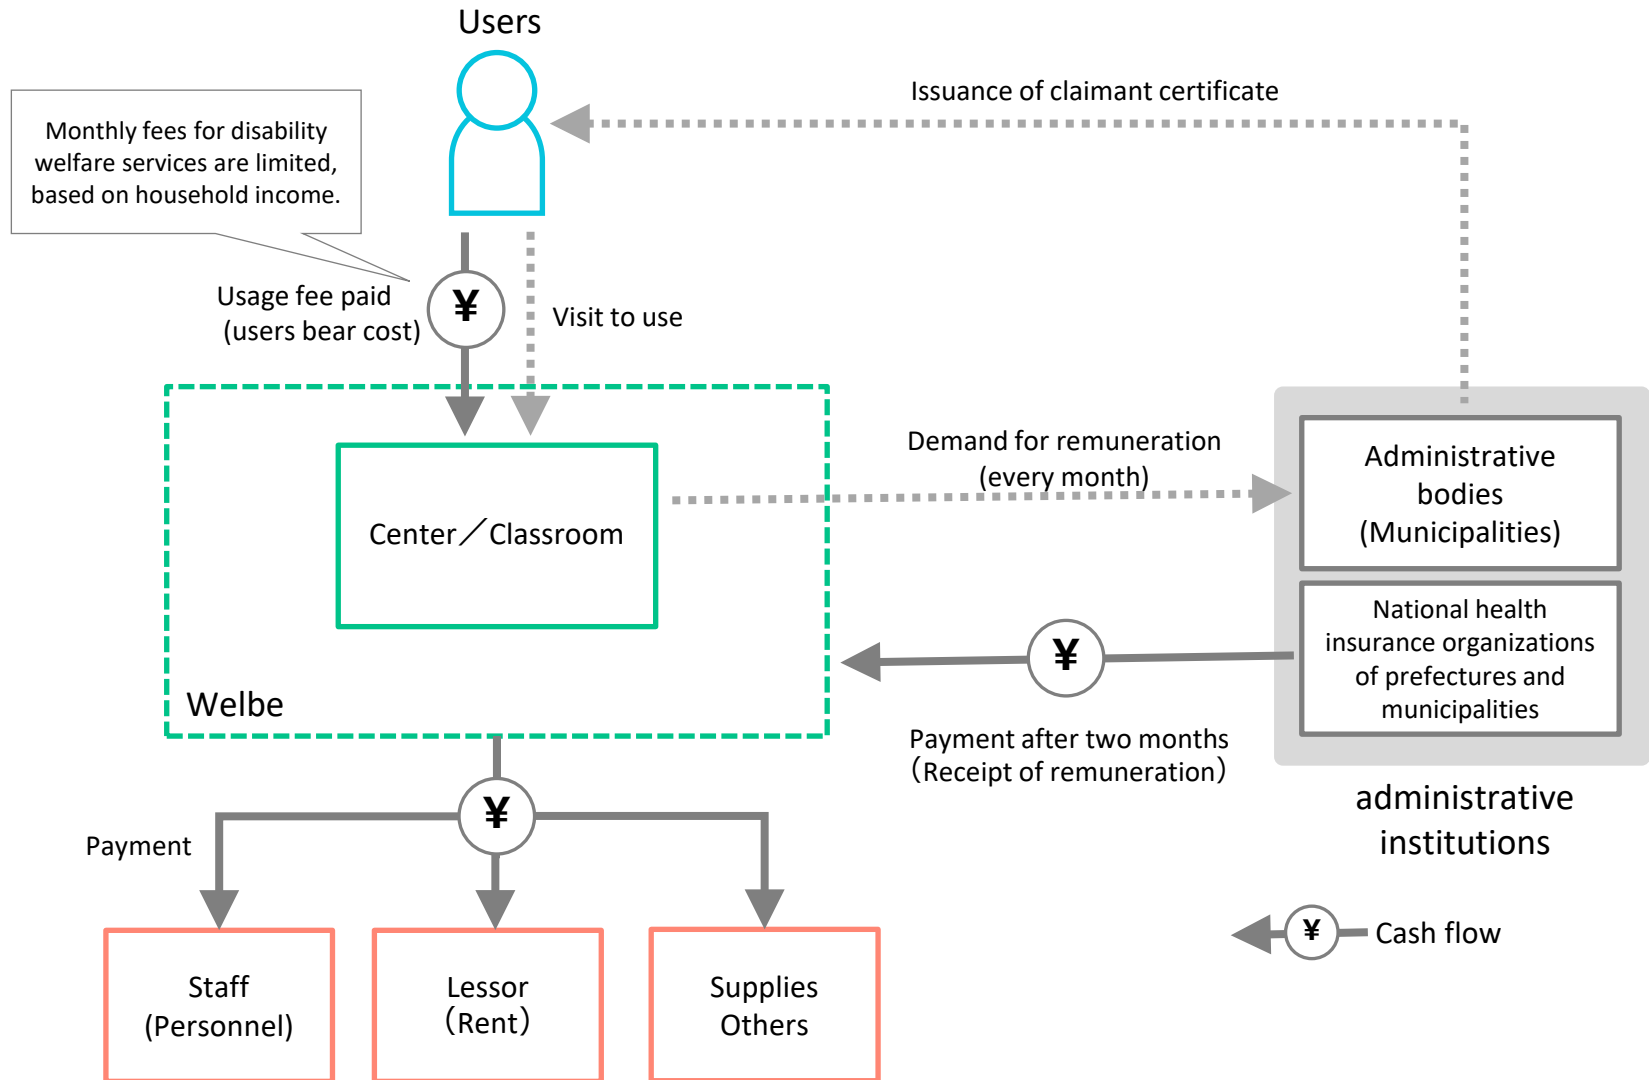 Users
Issuance of claimant certificate
Monthly fees for disability
welfare services are limited,
based on household income.
Usage fee paid
(users bear cost)
¥
Visit to use
Center／Classroom
Welbe
Demand for remuneration
(every month)
Administrative
bodies
(Municipalities)
National health
insurance organizations
of prefectures and
municipalities
¥
Payment after two months
（Receipt of remuneration）
administrative
institutions
¥
Payment
Staff
(Personnel)
Lessor
（Rent）
Supplies
Others
¥
Cash flow